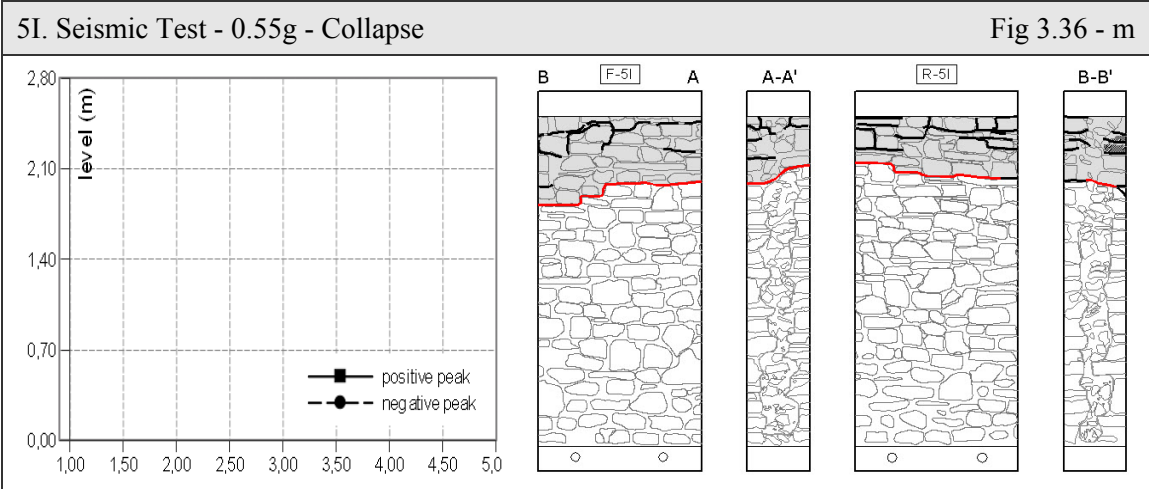 5I. Seismic Test - 0.55g - Collapse Fig 3.36 - m
2,80
2,10
1,40
0,70
0,00
level (m)
positive peak
negative peak
1,00 1,50 2,00 2,50 3,00 3,50 4,00 4,50 5,0
B F-5I A
A-A'
R-5I
B-B'